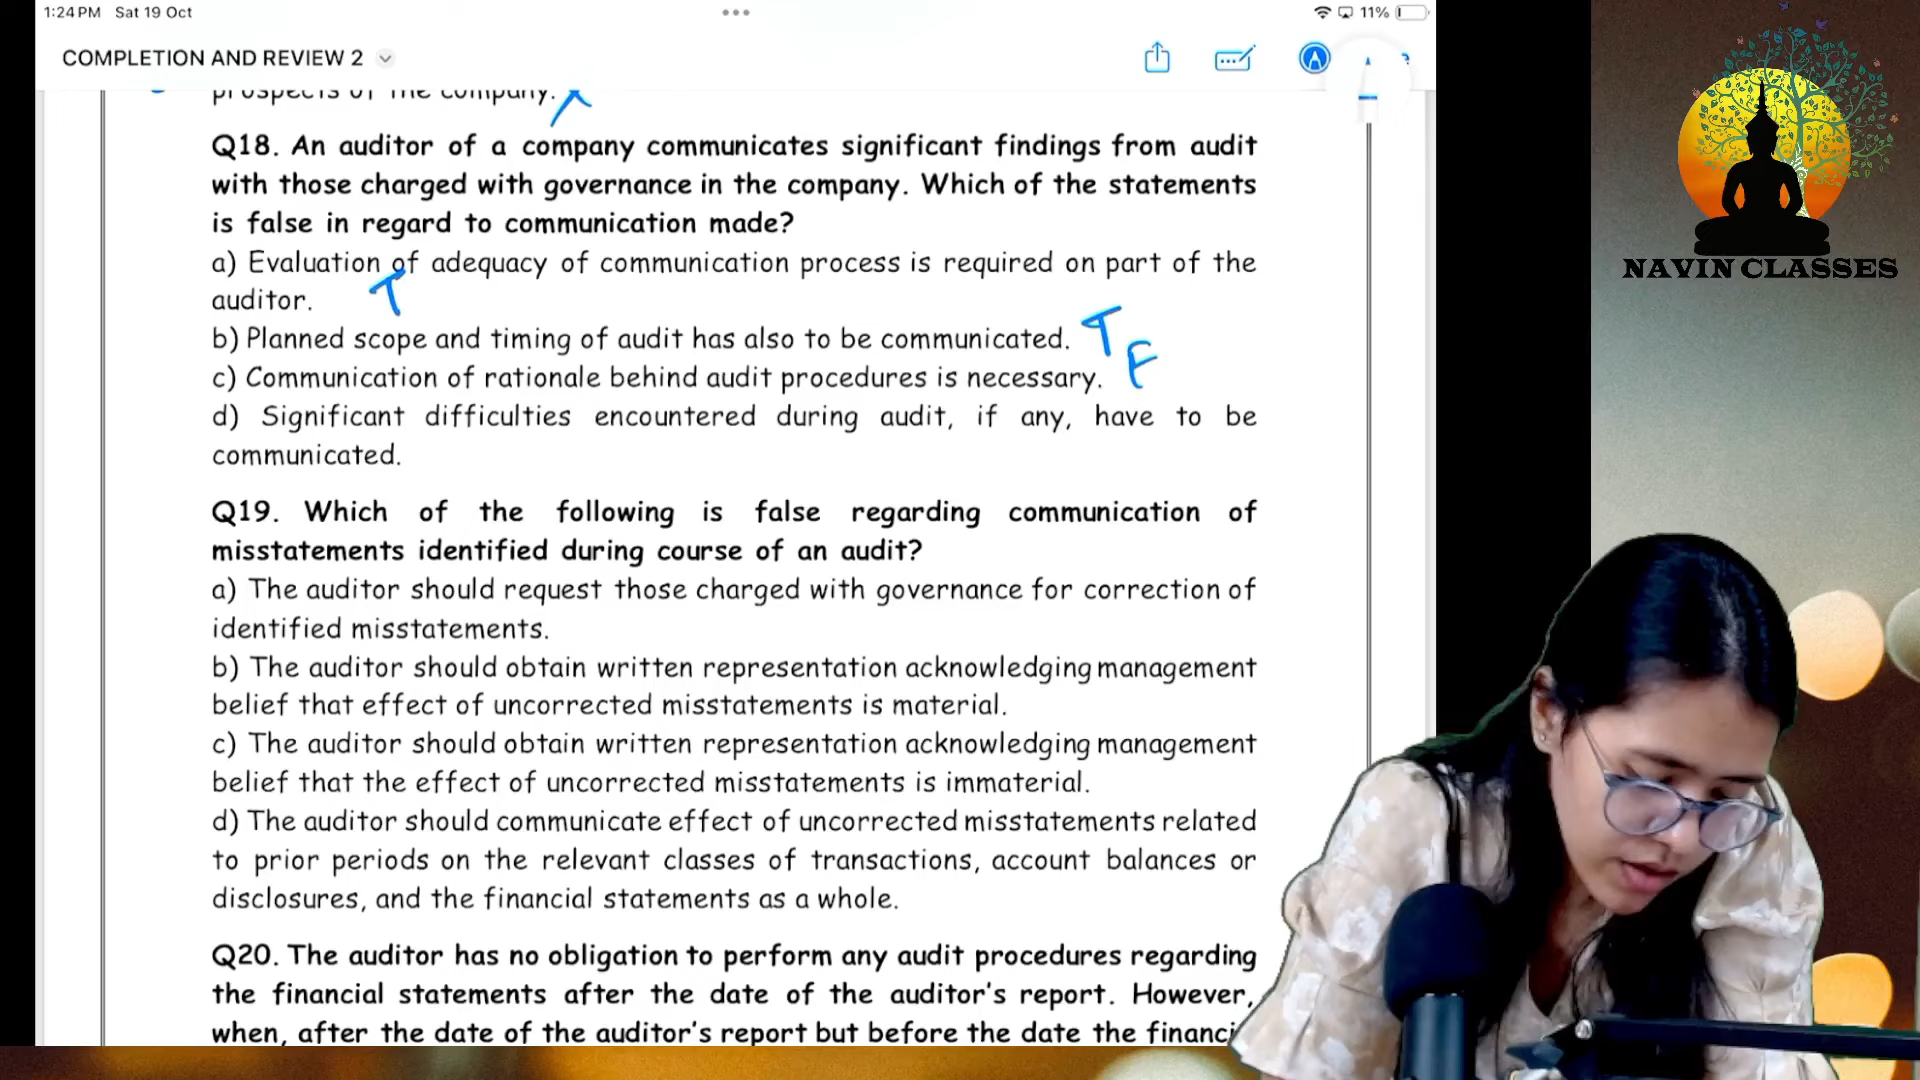 1:24 PM Sat 19 Oct
11%
COMPLETION AND REVIEW 2
prospects of the company.
Q18. An auditor of a company communicates significant findings from audit
with those charged with governance in the company. Which of the statements
is false in regard to communication made?
a) Evaluation of adequacy of communication process is required on part of the
auditor. T
b) Planned scope and timing of audit has also to be communicated. T
c) Communication of rationale behind audit procedures is necessary. F
d) Significant difficulties encountered during audit, if any, have to be
communicated.
Q19. Which of the following is false regarding communication of
misstatements identified during course of an audit?
a) The auditor should request those charged with governance for correction of
identified misstatements.
b) The auditor should obtain written representation acknowledging management
belief that effect of uncorrected misstatements is material.
c) The auditor should obtain written representation acknowledging management
belief that the effect of uncorrected misstatements is immaterial.
d) The auditor should communicate effect of uncorrected misstatements related
to prior periods on the relevant classes of transactions, account balances or
disclosures, and the financial statements as a whole.
Q20. The auditor has no obligation to perform any audit procedures regarding
the financial statements after the date of the auditor's report. However,
when, after the date of the auditor's report but before the date the
NAVIN CLASSES